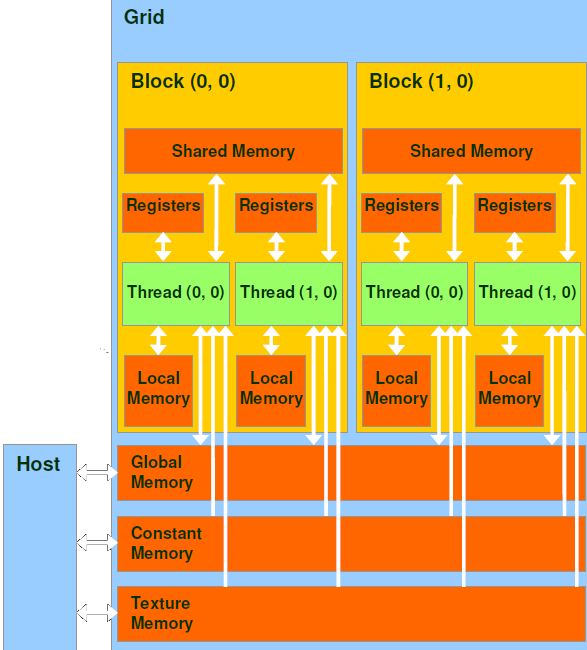 Grid
Block (0, 0)
Block (1, 0)
Shared Memory
Shared Memory
Registers
Registers
Registers
Registers
Thread (0, 0)
Thread (1, 0)
Thread (0, 0)
Thread (1, 0)
Local
Memory
Local
Memory
Local
Memory
Local
Memory
Host
Global
Memory
Constant
Memory
Texture
Memory